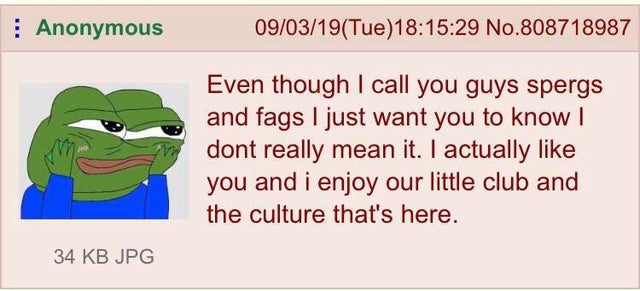 Anonymous 09/03/19(Tue)18:15:29 No.808718987
Even though I call you guys spergs
and fags I just want you to know I
dont really mean it. I actually like
you and i enjoy our little club and
the culture that's here.
34 KB JPG